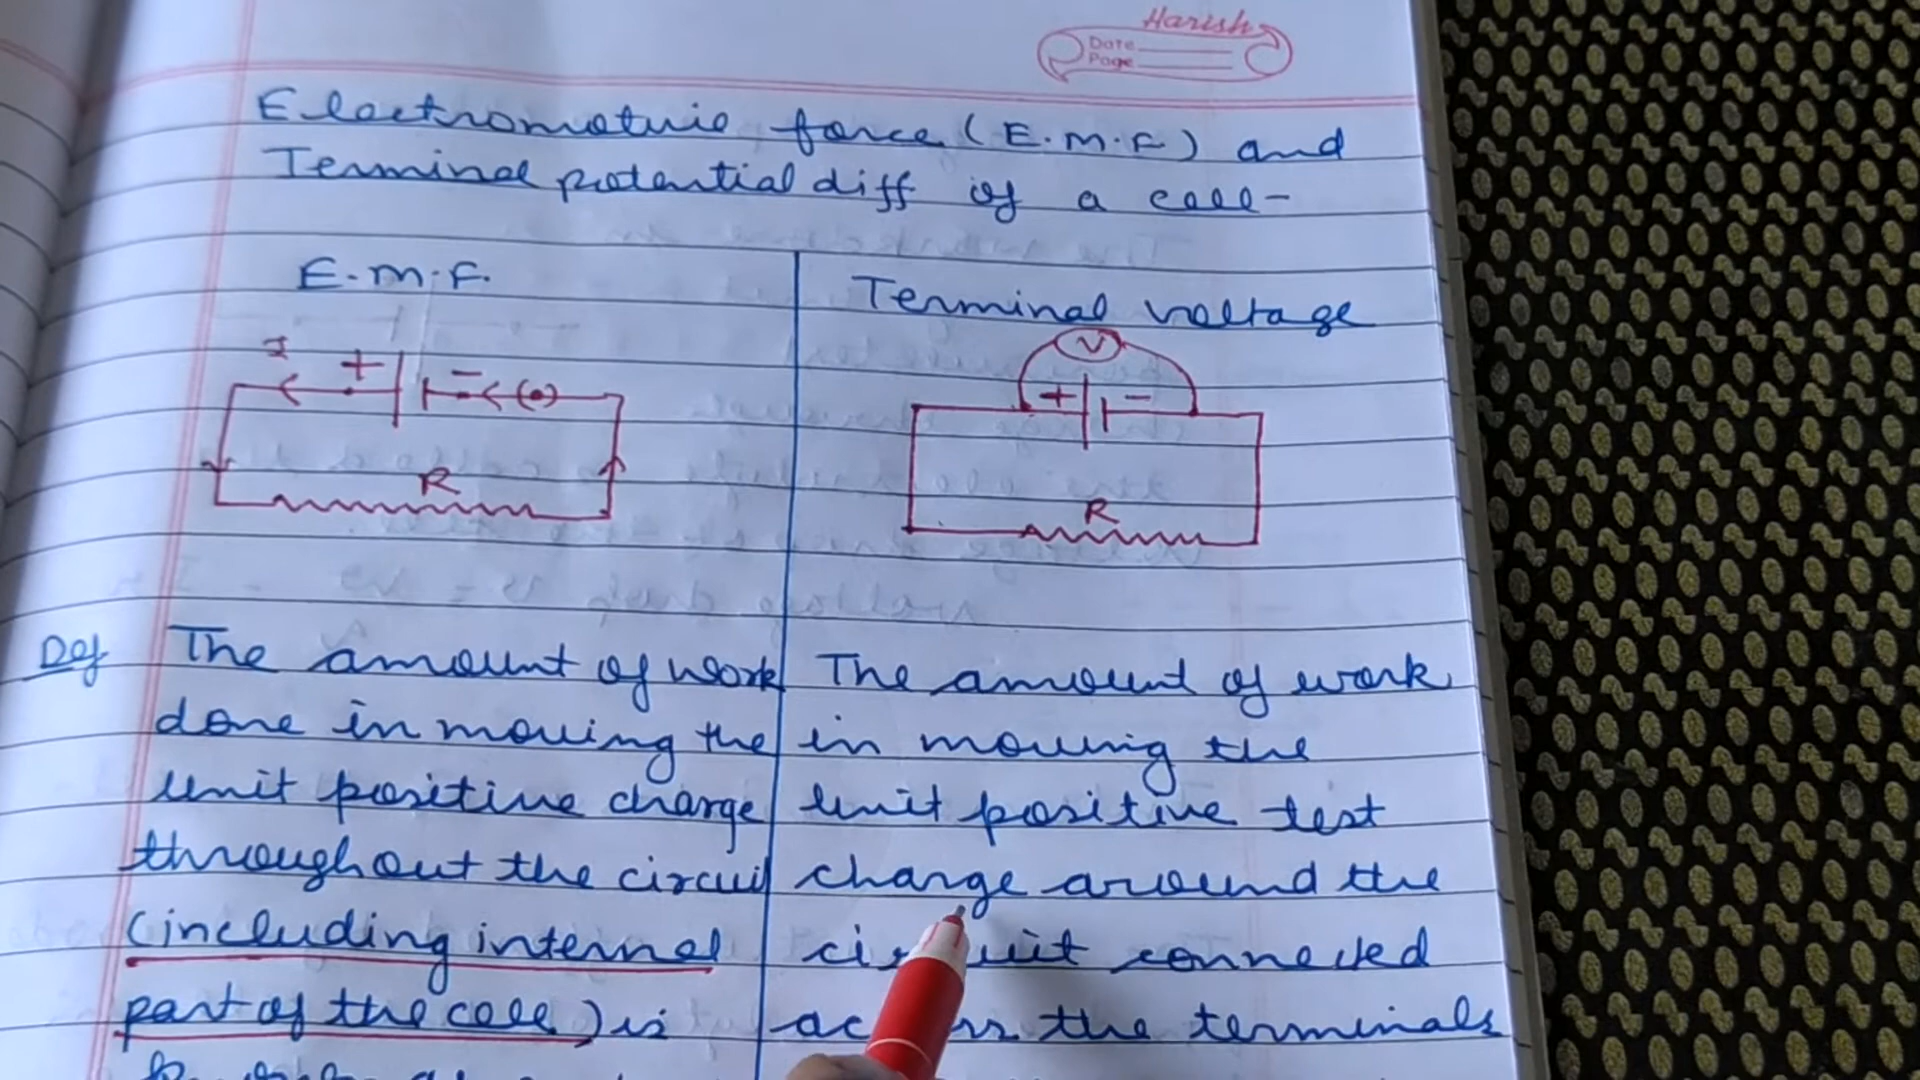 Harish
Date
Page
Electromotive force (E.M.F) and
Terminal potential diff of a cell-
E.M.F.
Terminal voltage
I
+ -
R
V
+ -
R
Def The amount of work
done in moving the
unit positive charge
throughout the circuit
(including internal
part of the cell) is
The amount of work
in moving the
unit positive test
charge around the
connected
the terminals